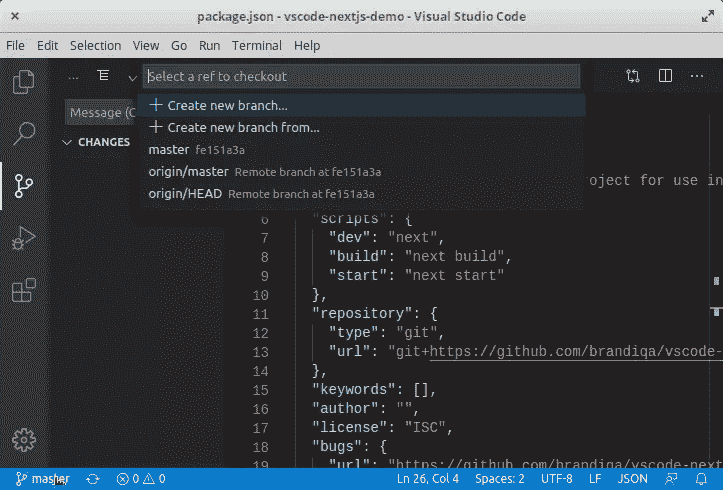 package.json - vscode-nextjs-demo - Visual Studio Code
File Edit Selection View Go Run Terminal Help
Select a ref to checkout
Create new branch...
Message (
Create new branch from...
CHANGES
master fe151a3a
origin/master Remote branch at fe151a3a
roject for use in
origin/HEAD Remote branch at fe151a3a
6 "scripts": {
7 "dev": "next",
8 "build": "next build",
9 "start": "next start"
10 },
11 "repository": {
12 "type": "git",
13 "url": "git+https://github.com/brandiqa/vscode-
14 },
15 "keywords": [],
16 "author": "",
17 "license": "ISC",
18 "bugs": {
19 "url": "https://github.com/brandiqa/vscode-next
master 0 0 Ln 26, Col 4 Spaces: 2 UTF-8 LF JSON